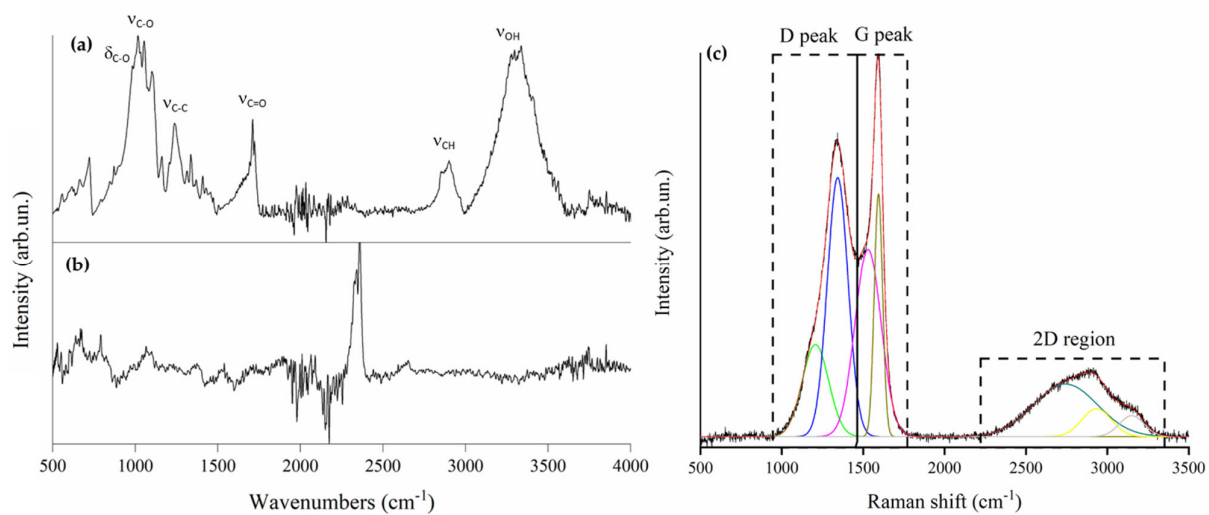 (a)
νC-O
δC-O
νC-C
νC=O
νCH
νOH
(b)
Intensity (arb.un.)
500 1000 1500 2000 2500 3000 3500 4000
Wavenumbers (cm-1)
D peak G peak
(c)
2D region
Intensity (arb.un.)
500 1000 1500 2000 2500 3000 3500
Raman shift (cm-1)